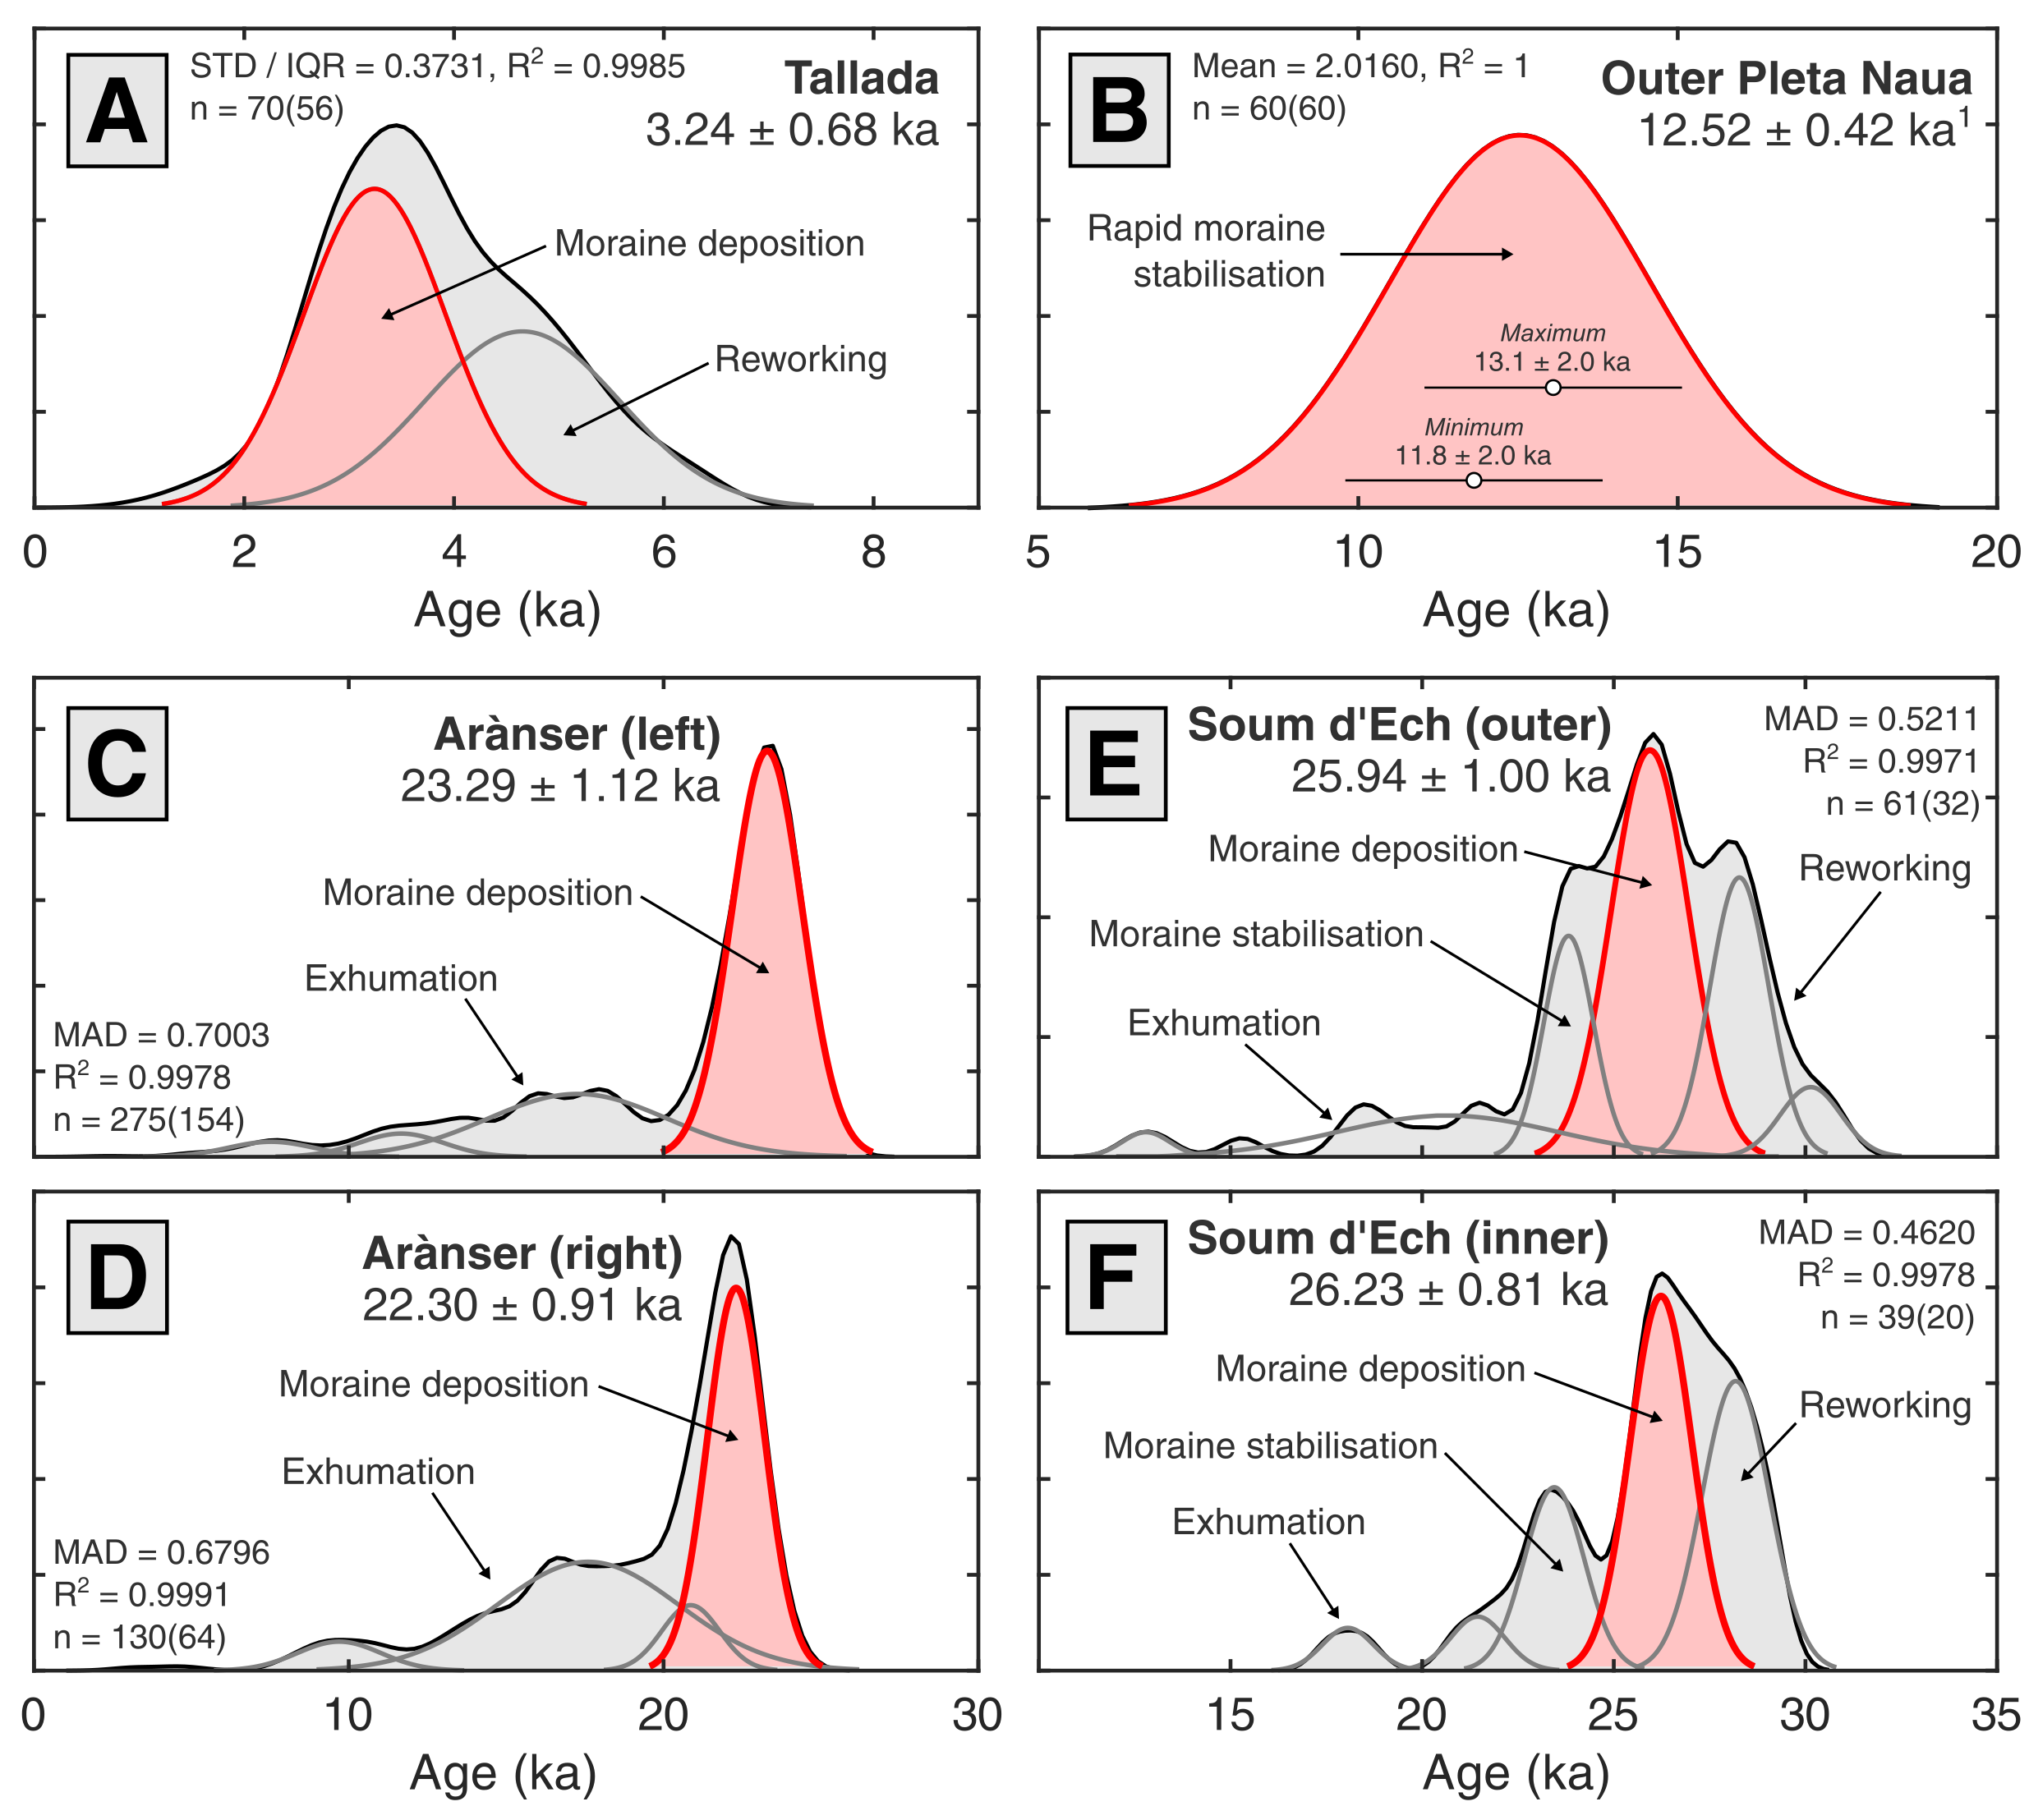 A
STD / IQR = 0.3731, R² = 0.9985
n = 70(56)
Tallada
3.24 ± 0.68 ka
Moraine deposition
Reworking
0 2 4 6 8
Age (ka)
B
Mean = 2.0160, R² = 1
n = 60(60)
Outer Pleta Naua
12.52 ± 0.42 ka¹
Rapid moraine
stabilisation
Maximum
13.1 ± 2.0 ka
Minimum
11.8 ± 2.0 ka
5 10 15 20
Age (ka)
C
Arànser (left)
23.29 ± 1.12 ka
Moraine deposition
Exhumation
MAD = 0.7003
R² = 0.9978
n = 275(154)
D
Arànser (right)
22.30 ± 0.91 ka
Moraine deposition
Exhumation
MAD = 0.6796
R² = 0.9991
n = 130(64)
0 10 20 30
Age (ka)
E
Soum d'Ech (outer)
25.94 ± 1.00 ka
MAD = 0.5211
R² = 0.9971
n = 61(32)
Moraine deposition
Reworking
Moraine stabilisation
Exhumation
F
Soum d'Ech (inner)
26.23 ± 0.81 ka
MAD = 0.4620
R² = 0.9978
n = 39(20)
Moraine deposition
Reworking
Moraine stabilisation
Exhumation
15 20 25 30 35
Age (ka)